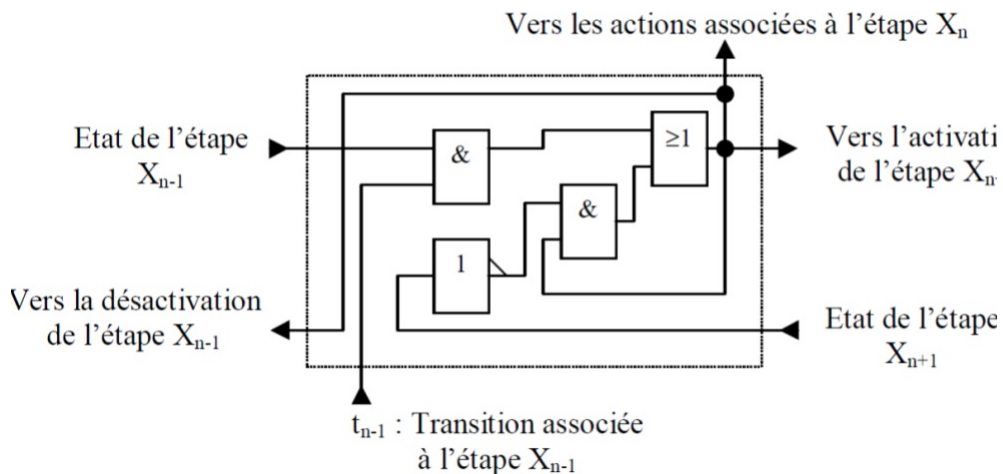 Vers les actions associées à l'étape Xn
Etat de l'étape
Xn-1
&
≥1
Vers l'activati
de l'étape Xn-
&
1
Vers la désactivation
de l'étape Xn-1
Etat de l'étape
Xn+1
tn-1 : Transition associée
à l'étape Xn-1